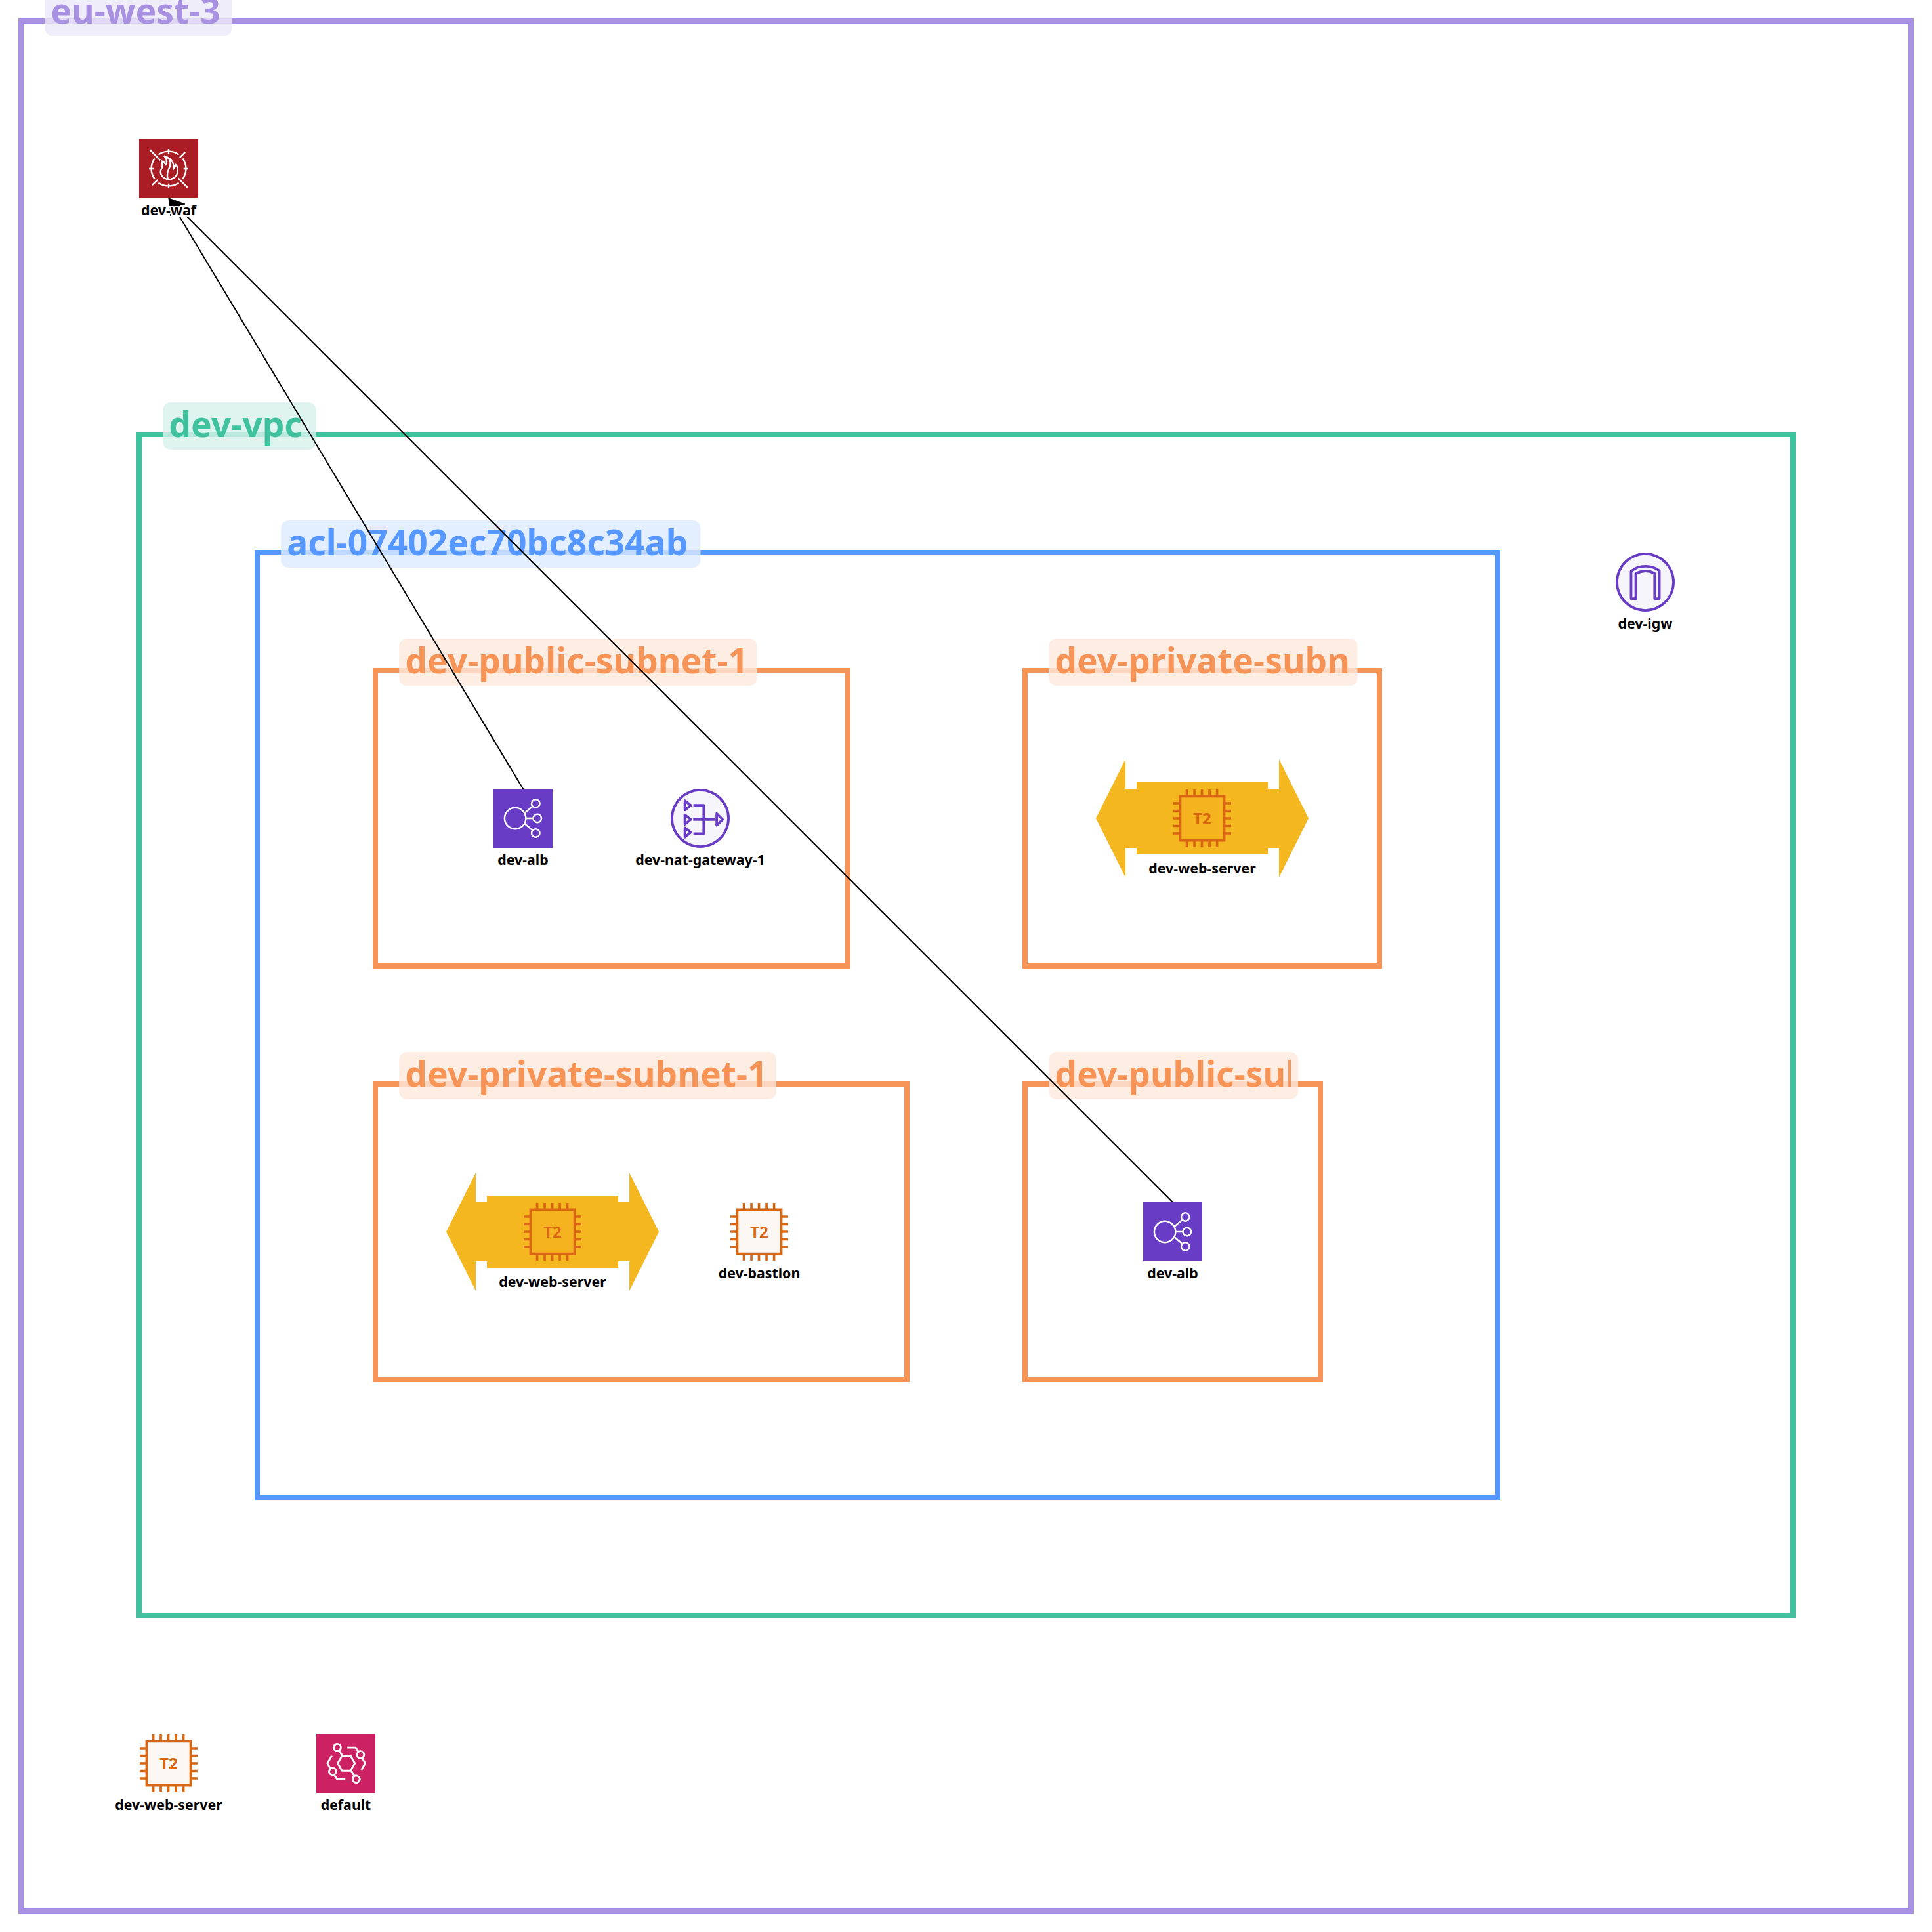 eu-west-3
dev-waf
dev-vpc
acl-07402ec70bc8c34ab
dev-igw
dev-public-subnet-1
dev-private-subn
dev-alb
dev-nat-gateway-1
T2
dev-web-server
dev-private-subnet-1
dev-public-su
T2
dev-web-server
T2
dev-bastion
dev-alb
T2
dev-web-server
default